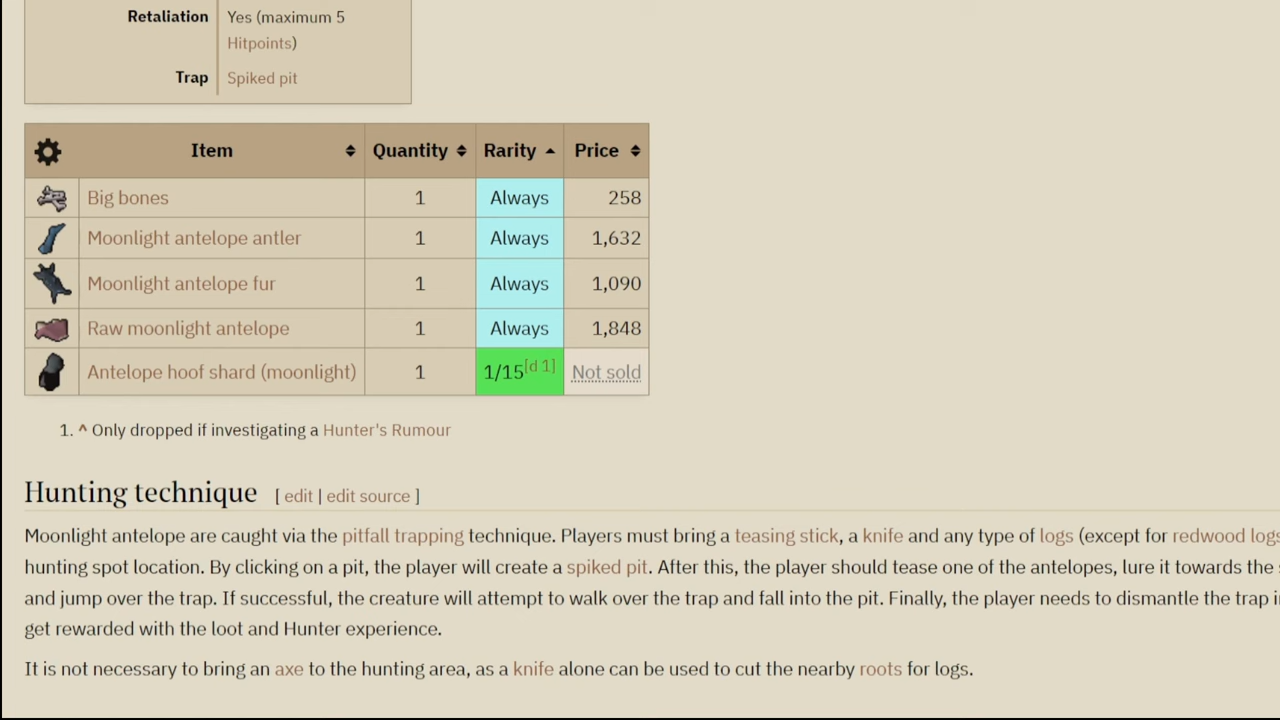 Retaliation Yes (maximum 5
Hitpoints)
Trap Spiked pit
Item Quantity Rarity Price
Big bones 1 Always 258
Moonlight antelope antler 1 Always 1,632
Moonlight antelope fur 1 Always 1,090
Raw moonlight antelope 1 Always 1,848
Antelope hoof shard (moonlight) 1 1/15[d 1] Not sold
1. ^ Only dropped if investigating a Hunter's Rumour
Hunting technique [ edit | edit source ]
Moonlight antelope are caught via the pitfall trapping technique. Players must bring a teasing stick, a knife and any type of logs (except for redwood logs
hunting spot location. By clicking on a pit, the player will create a spiked pit. After this, the player should tease one of the antelopes, lure it towards the
and jump over the trap. If successful, the creature will attempt to walk over the trap and fall into the pit. Finally, the player needs to dismantle the trap
get rewarded with the loot and Hunter experience.
It is not necessary to bring an axe to the hunting area, as a knife alone can be used to cut the nearby roots for logs.